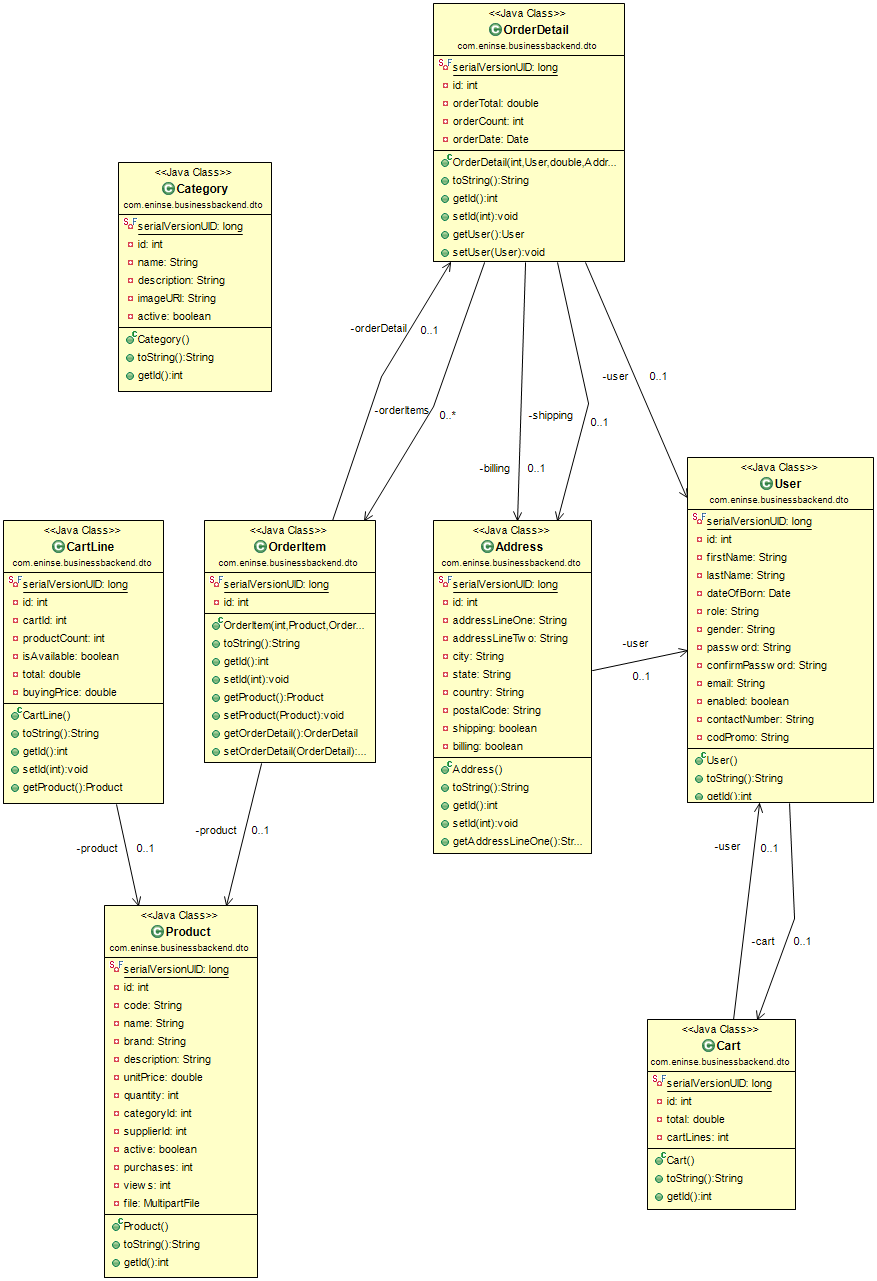 <<Java Class>>
OrderDetail
com.eninse.businessbackend.dto
serialVersionUID: long
id: int
orderTotal: double
orderCount: int
orderDate: Date
OrderDetail(int,User,double,Addr...
toString():String
getId():int
setId(int):void
getUser():User
setUser(User):void
<<Java Class>>
Category
com.eninse.businessbackend.dto
serialVersionUID: long
id: int
name: String
description: String
imageURl: String
active: boolean
Category()
toString():String
getId():int
-orderDetail
0..1
-orderItems
0..*
-billing
0..1
-shipping
0..1
-user
0..1
<<Java Class>>
CartLine
com.eninse.businessbackend.dto
serialVersionUID: long
id: int
cartId: int
productCount: int
isAvailable: boolean
total: double
buyingPrice: double
CartLine()
toString():String
getId():int
setId(int):void
getProduct():Product
<<Java Class>>
OrderItem
com.eninse.businessbackend.dto
serialVersionUID: long
id: int
OrderItem(int,Product,Order...
toString():String
getId():int
setId(int):void
getProduct():Product
setProduct(Product):void
getOrderDetail():OrderDetail
setOrderDetail(OrderDetail):...
<<Java Class>>
Address
com.eninse.businessbackend.dto
serialVersionUID: long
id: int
addressLineOne: String
addressLineTwo: String
city: String
state: String
country: String
postalCode: String
shipping: boolean
billing: boolean
Address()
toString():String
getId():int
setId(int):void
getAddressLineOne():Str...
-user
0..1
<<Java Class>>
User
com.eninse.businessbackend.dto
serialVersionUID: long
id: int
firstName: String
lastName: String
dateOfBorn: Date
role: String
gender: String
password: String
confirmPassword: String
email: String
enabled: boolean
contactNumber: String
codPromo: String
User()
toString():String
getId():int
-product
0..1
-product
0..1
-user
0..1
-cart
0..1
<<Java Class>>
Product
com.eninse.businessbackend.dto
serialVersionUID: long
id: int
code: String
name: String
brand: String
description: String
unitPrice: double
quantity: int
categoryId: int
supplierId: int
active: boolean
purchases: int
views: int
file: MultipartFile
Product()
toString():String
getId():int
<<Java Class>>
Cart
com.eninse.businessbackend.dto
serialVersionUID: long
id: int
total: double
cartLines: int
Cart()
toString():String
getId():int